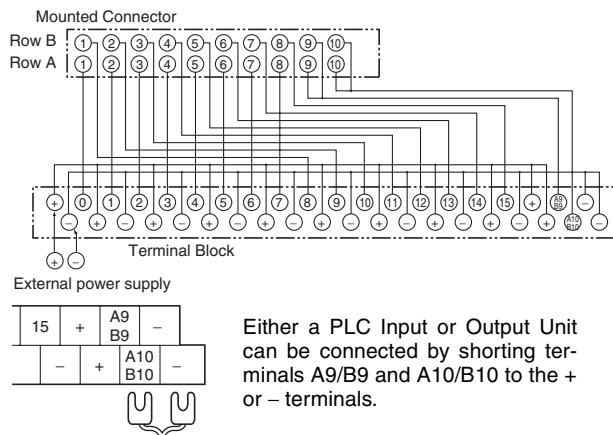 Mounted Connector
Row B 1 2 3 4 5 6 7 8 9 10
Row A 1 2 3 4 5 6 7 8 9 10
+ 0 1 2 3 4 5 6 7 8 9 10 11 12 13 14 15 + A9 B9 −
− + − + − + − + − + − + − + − + − + A10 B10 −
Terminal Block
+ −
External power supply
15 + A9 B9 −
− + A10 B10 −
Either a PLC Input or Output Unit
can be connected by shorting ter-
minals A9/B9 and A10/B10 to the +
or – terminals.